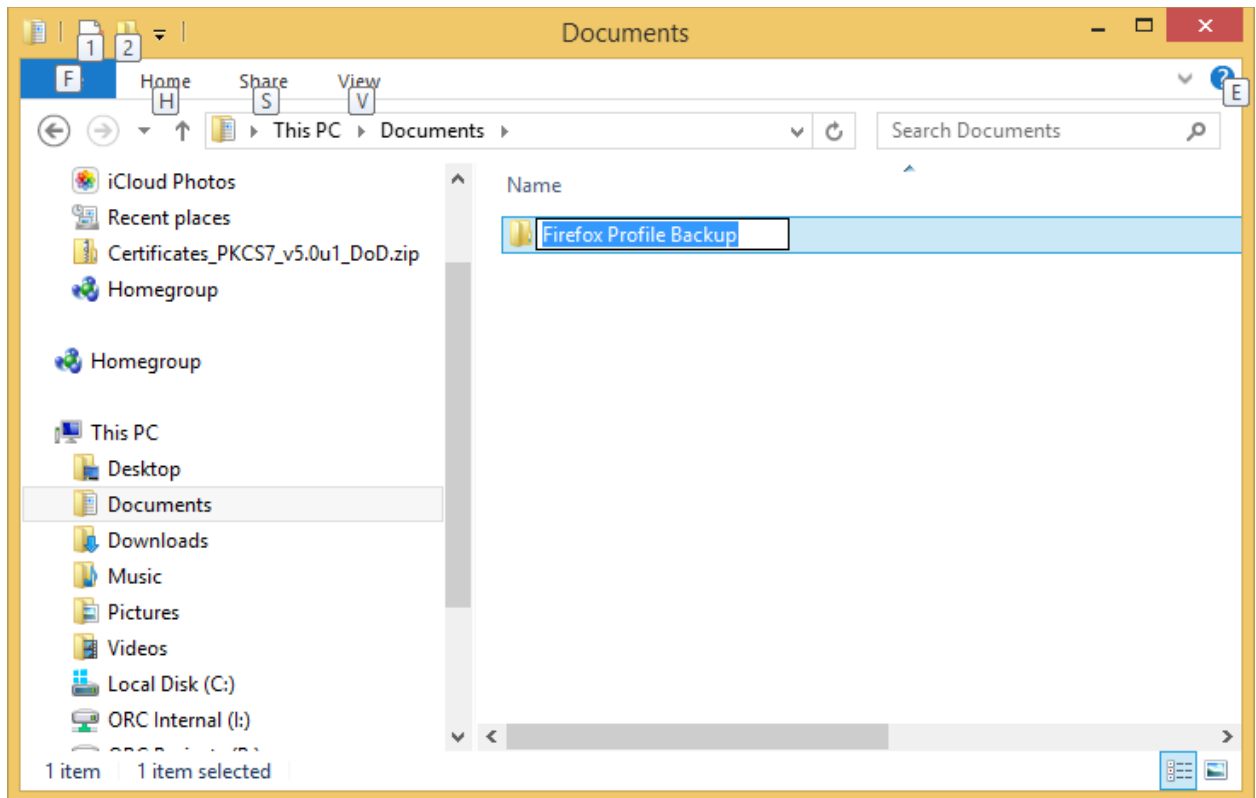 Documents
1
2
F
Home
Share
View
H
S
V
E
This PC
Documents
Search Documents
iCloud Photos
Recent places
Certificates_PKCS7_v5.0u1_DoD.zip
Homegroup
Homegroup
This PC
Desktop
Documents
Downloads
Music
Pictures
Videos
Local Disk (C:)
ORC Internal (I:)
Name
Firefox Profile Backup
1 item
1 item selected